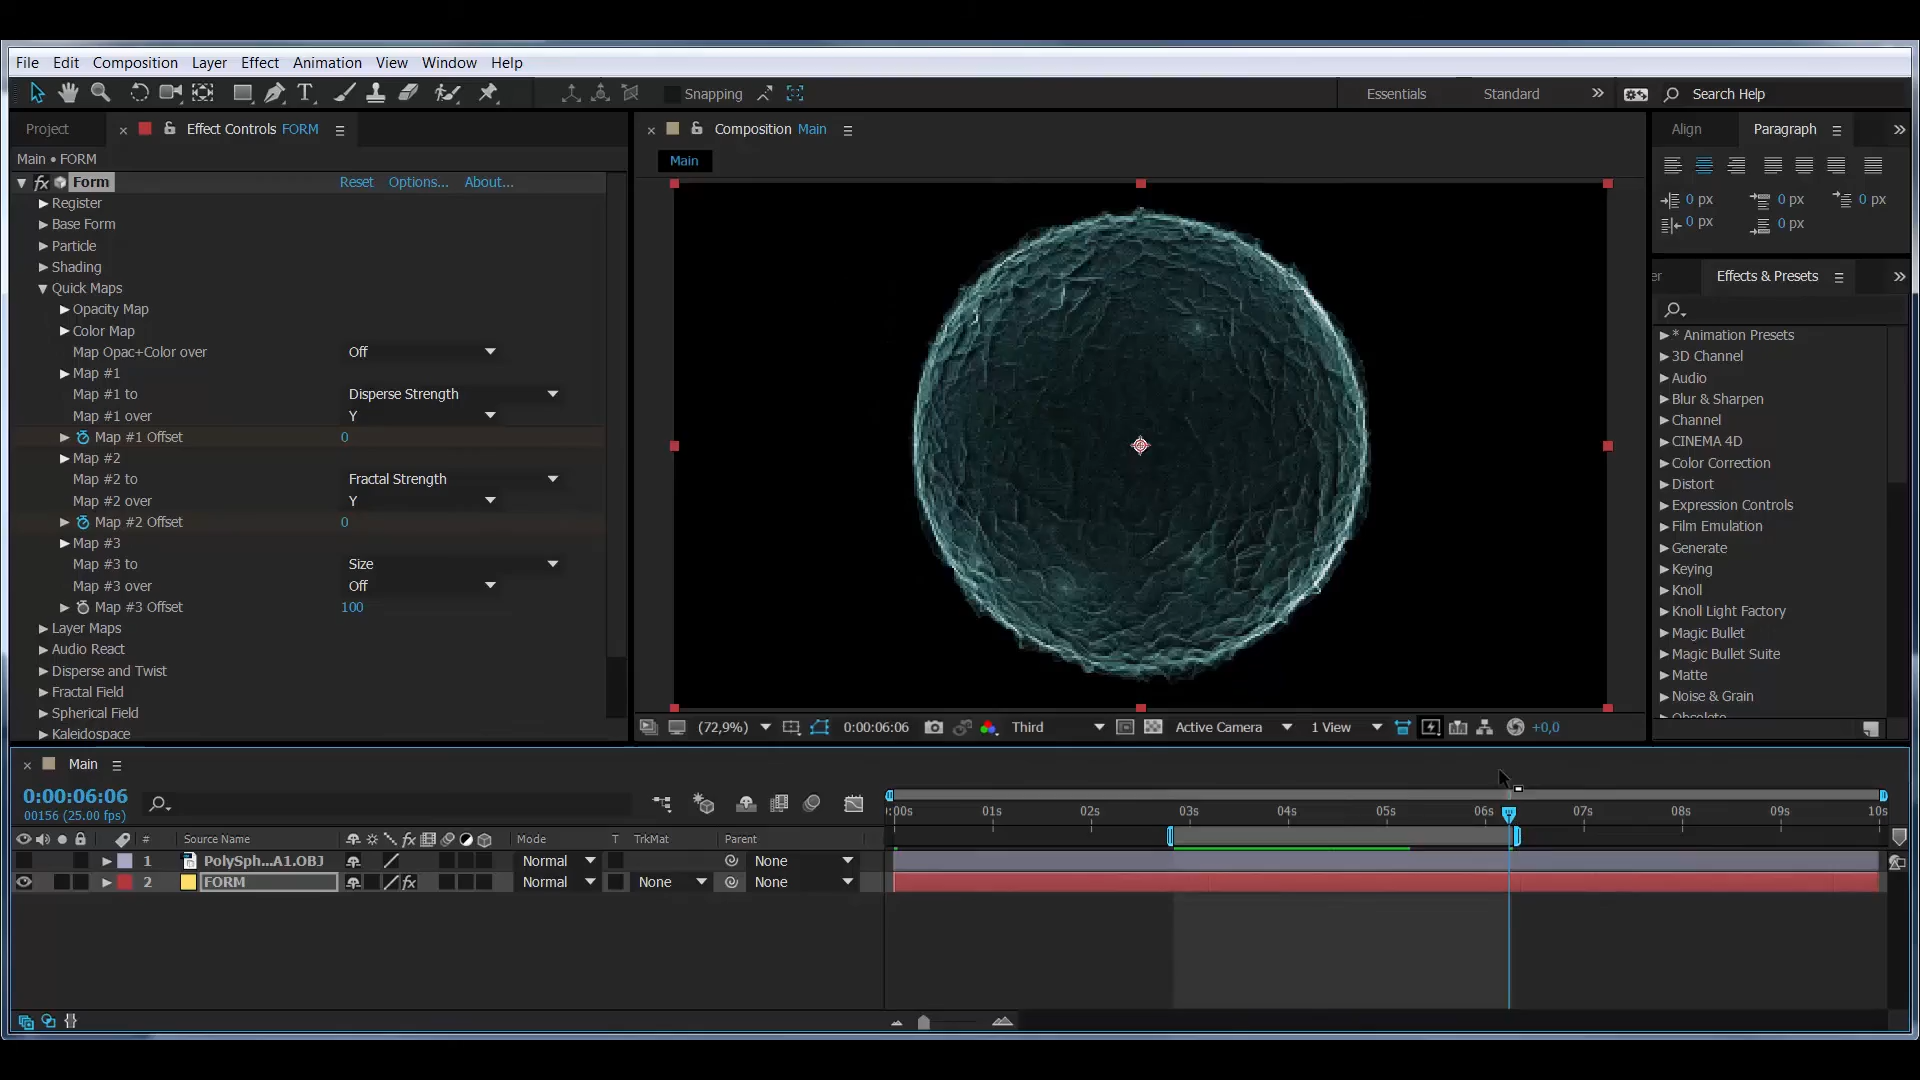 File Edit Composition Layer Effect Animation View Window Help
Snapping Essentials Standard Search Help
Project Effect Controls FORM
Composition Main
Align Paragraph
Main • FORM
Main
Form Reset Options... About...
Register
Base Form
Particle
Shading
Quick Maps
Opacity Map
Color Map
Map Opac+Color over Off
Map #1
Map #1 to Disperse Strength
Map #1 over Y
Map #1 Offset 0
Map #2
Map #2 to Fractal Strength
Map #2 over Y
Map #2 Offset 0
Map #3
Map #3 to Size
Map #3 over Off
Map #3 Offset 100
Layer Maps
Audio React
Disperse and Twist
Fractal Field
Spherical Field
Kaleidospace
(72,9%) 0:00:06:06 Third Active Camera 1 View +0,0
0 px 0 px 0 px
0 px 0 px
er Effects & Presets
* Animation Presets
3D Channel
Audio
Blur & Sharpen
Channel
CINEMA 4D
Color Correction
Distort
Expression Controls
Film Emulation
Generate
Keying
Knoll
Knoll Light Factory
Magic Bullet
Magic Bullet Suite
Matte
Noise & Grain
Obsolete
Main
0:00:06:06
00156 (25.00 fps)
:00s 01s 02s 03s 04s 05s 06s 07s 08s 09s 10s
# Source Name fx Mode T TrkMat Parent
1 PolySph...A1.OBJ Normal None
2 FORM fx Normal None None